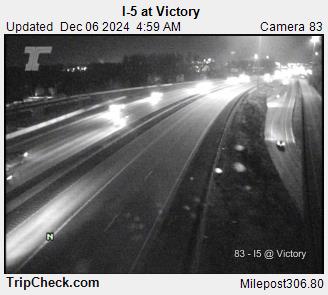 I-5 at Victory
Updated Dec 06 2024 4:59 AM Camera 83
T
N
83 - I5 @ Victory
TripCheck.com Milepost306.80